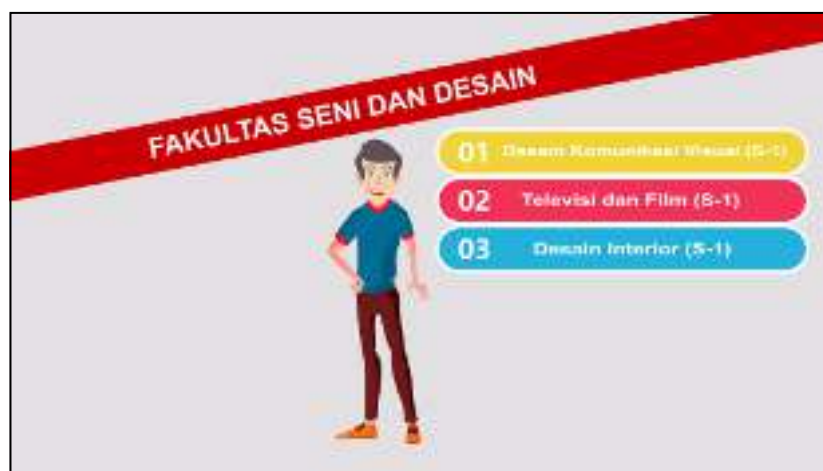 FAKULTAS SENI DAN DESAIN
01 Desain Komunikasi Visual (S-1)
02 Televisi dan Film (S-1)
03 Desain Interior (S-1)